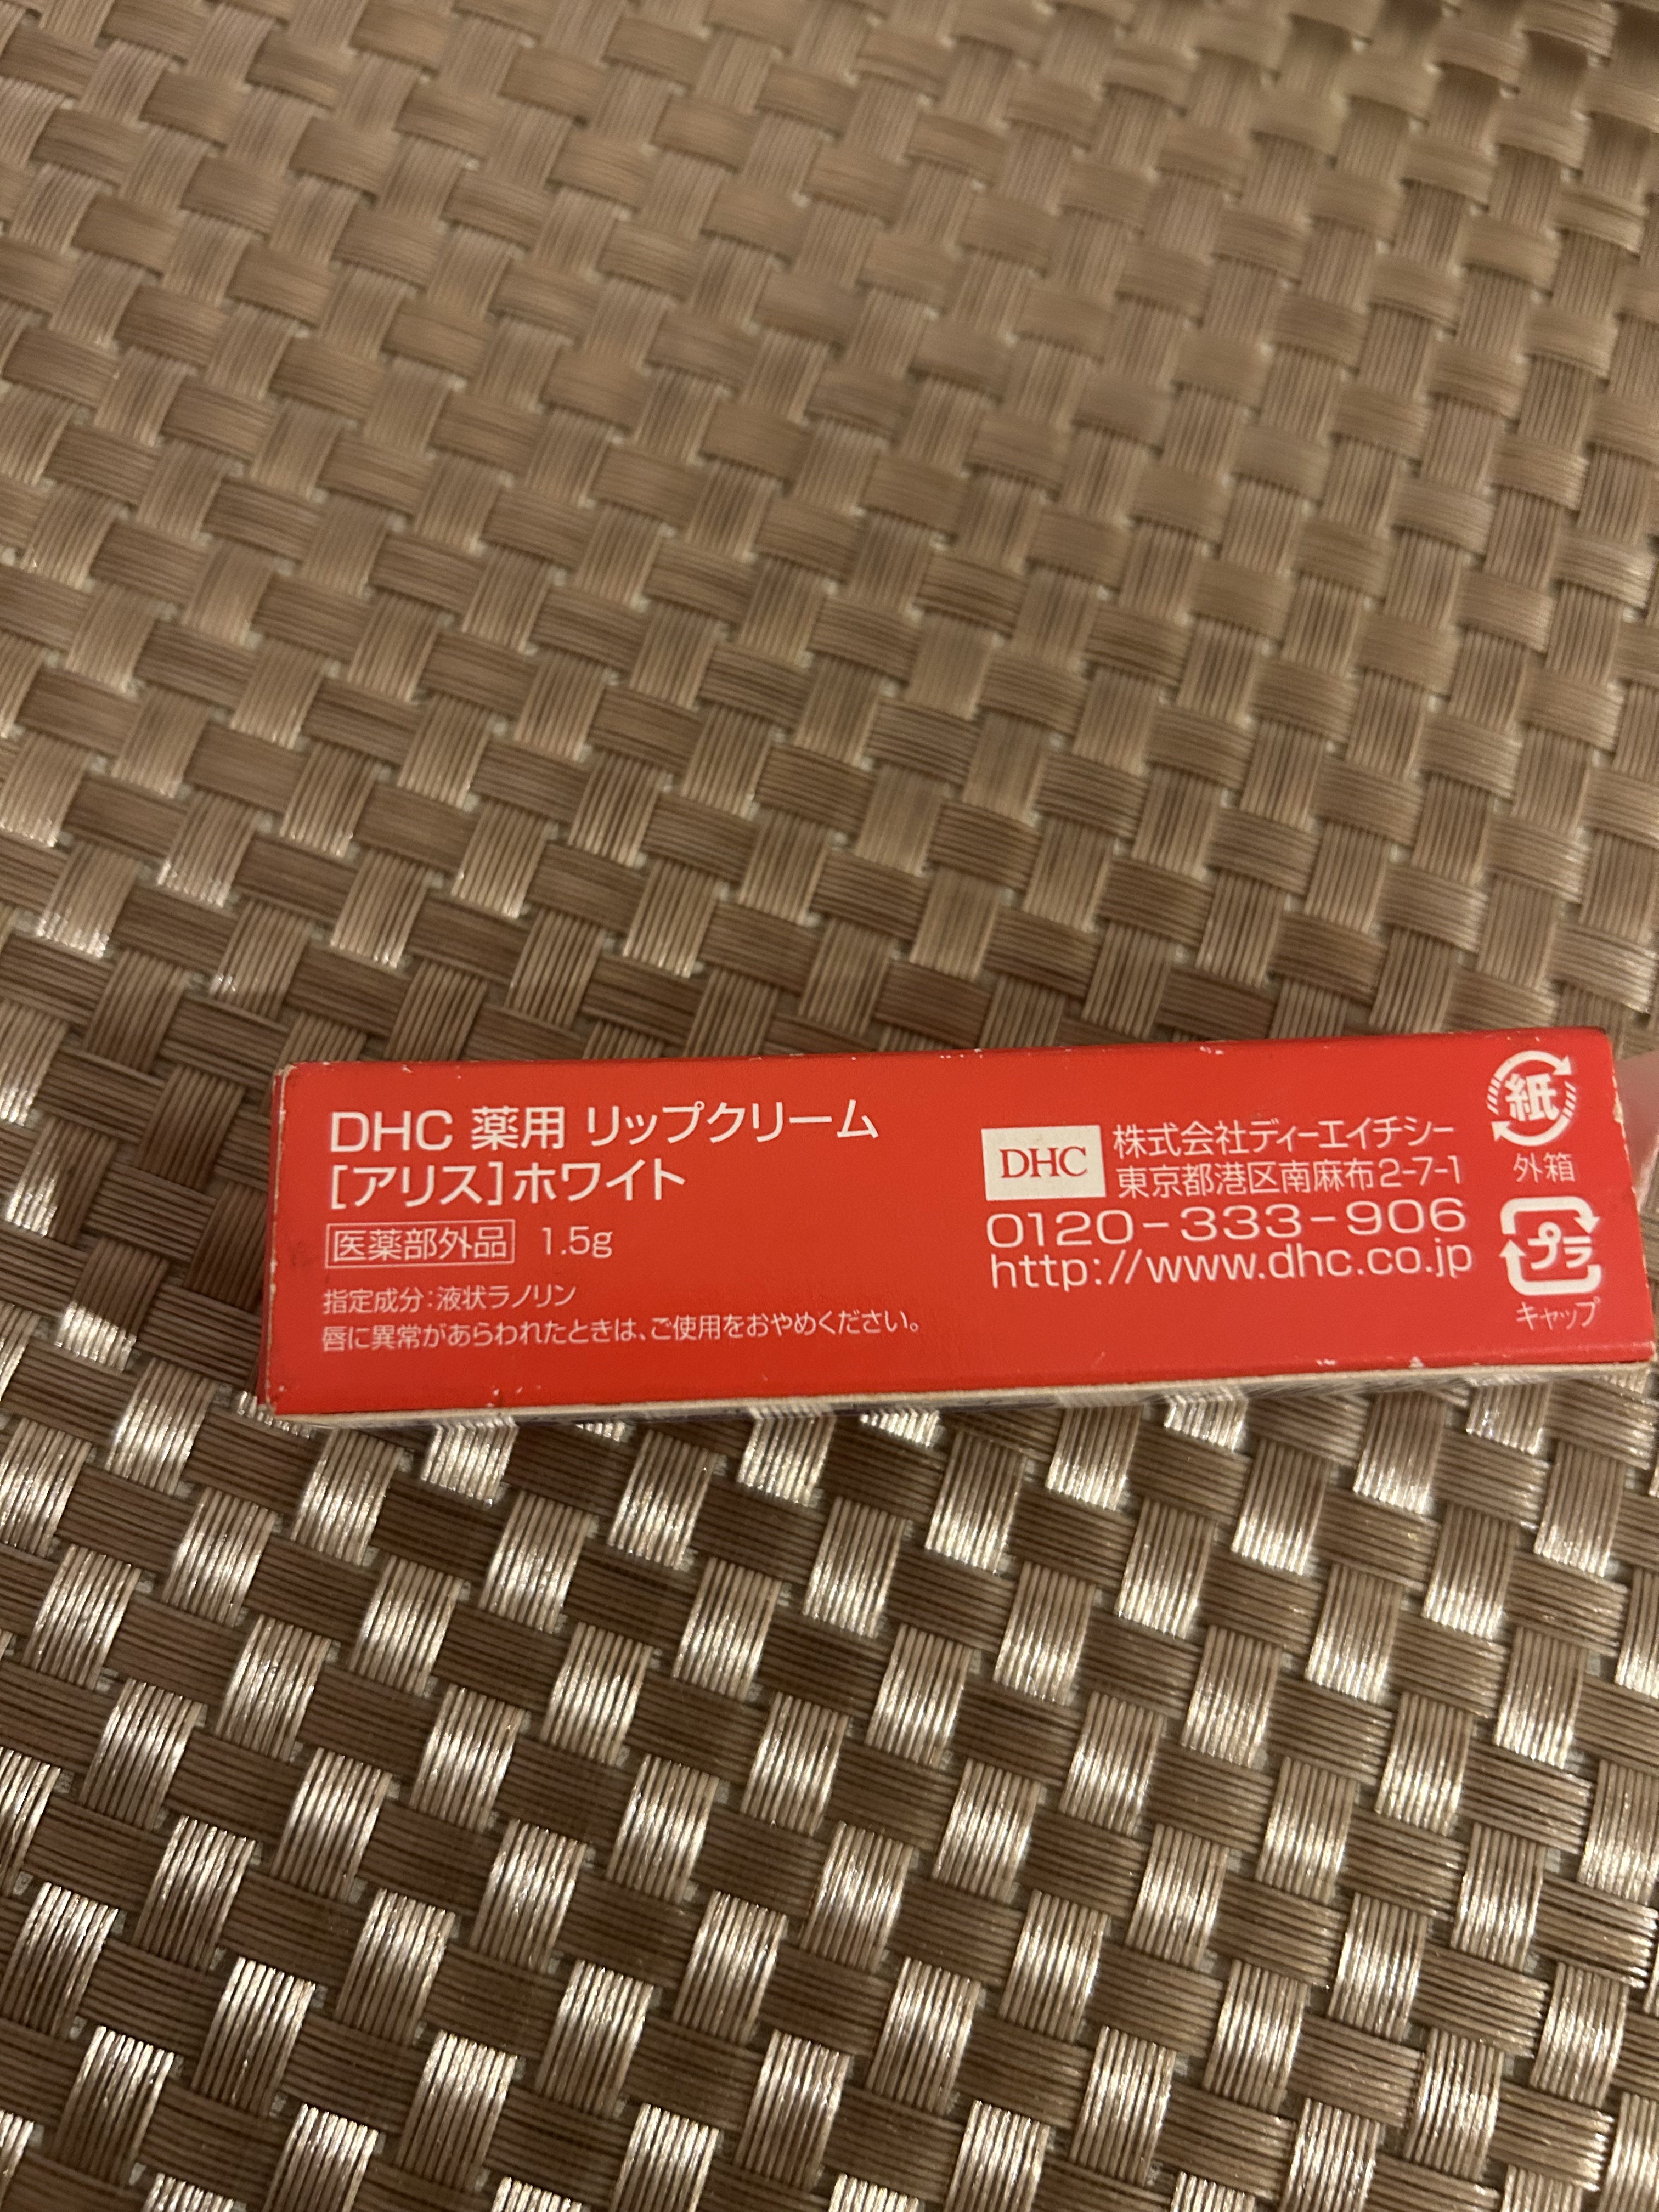 DHC 薬用 リップクリーム
[アリス]ホワイト
医薬部外品 1.5g
指定成分:液状ラノリン
唇に異常があらわれたときは、ご使用をおやめください。
DHC
株式会社ディーエイチシー
東京都港区南麻布2-7-1
0120-333-906
http://www.dhc.co.jp
紙
外箱
プラ
キャップ